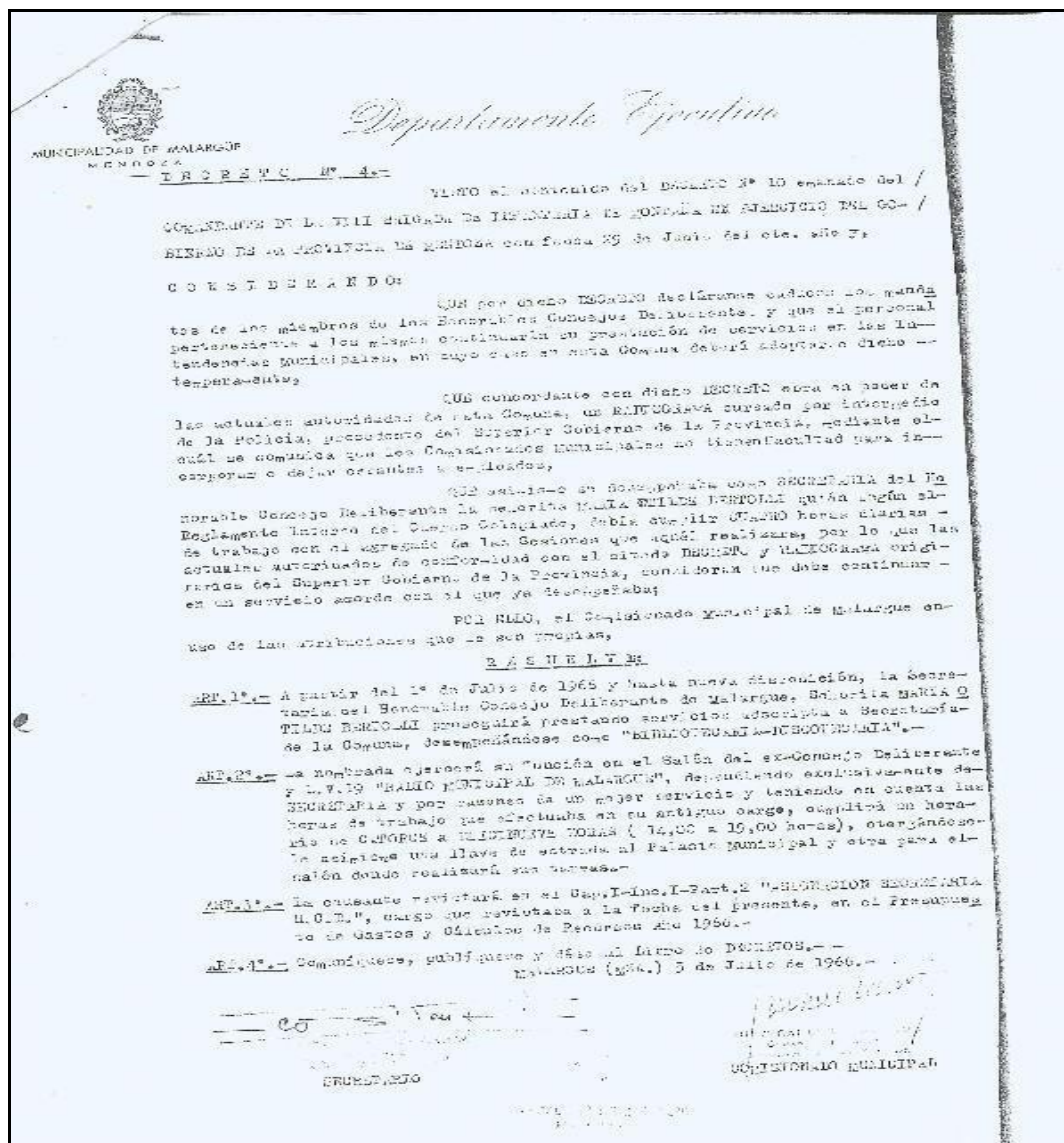 Departamento Ejecutivo
MUNICIPALIDAD DE MALARGÜE
MENDOZA
DECRETO Nº 4.-
VISTO el contenido del DECRETO Nº 10 emanado del /
COMANDANTE DE LA VIII BRIGADA DE INFANTERIA DE MONTAÑA EN EJERCICIO DEL GO- /
BIERNO DE LA PROVINCIA DE MENDOZA con fecha 29 de Junio del cte. año y,
C O N S I D E R A N D O:
QUE por dicho DECRETO decláranse caducos los manda
tos de los miembros de los Honorables Concejos Deliberante, y que el personal
perteneciente a los mismos continuarán su prestación de servicios en las In--
tendencias Municipales, en cuyo caso en esta Comuna deberá adoptar dicho --
temperamento,
QUE concordante con dicho DECRETO obra en poder de
las actuales autoridades de esta Comuna, un RADIOGRAMA cursado por intermedio
de la Policía, procedente del Superior Gobierno de la Provincia, mediante el-
cuál se comunica que los Comisionados Municipales no tienenfacultad para in--
corporar o dejar cesantes a empleados,
QUE asimismo se desempeñaba como SECRETARIA del Ho
norable Concejo Deliberante la señorita MARIA OTILDE BERTOLLI quién según el-
Reglamento Interno del Cuerpo Colegiado, debía cumplir CUATRO horas diarias -
de trabajo con el agregado de las Sesiones que aquél realizara, por lo que las
actuales autoridades de conformidad con el citado DECRETO y RADIOGRAMA origi-
narios del Superior Gobierno de la Provincia, consideran que debe continuar -
en un servicio acorde con el que ya desempeñaba;
POR ELLO, el Comisionado Municipal de Malargue en-
uso de las atribuciones que le son propias,
R E S U E L V E:
ART.1º.- A partir del 1º de Julio de 1966 y hasta nueva disposición, la Secre-
taria del Honorable Concejo Deliberante de Malargue, Señorita MARIA O
TILDE BERTOLLI proseguirá prestando servicios adscripta a Secretaría-
de la Comuna, desempeñándose como "BIBLIOTECARIA-DISCOTECARIA".-
ART.2º.- La nombrada ejercerá su función en el Salón del ex-Concejo Deliberante
y L.V.19 "RADIO MUNICIPAL DE MALARGUE", dependiendo exclusivamente de-
SECRETARIA y por razones de un mejor servicio y teniendo en cuenta las
horas de trabajo que efectuaba en su antiguo cargo, cumplirá un hora-
rio de CATORCE a DIECINUEVE HORAS ( 14,00 a 19,00 horas), otorgándose-
le asimismo una llave de entrada al Palacio Municipal y otra para el-
salón donde realizará sus tareas.-
ART.3º.- La causante revistará en el Cap.I-Inc.I-Part.2 "ASIGNACION SECRETARIA
H.C.D.", cargo que revistaba a la fecha del presente, en el Presupues
to de Gastos y Cálculos de Recursos Año 1966.-
ART.4º.- Comuníquese, publíquese y dése al Libro de DECRETOS.- -
MALARGUE (MZA.) 5 de Julio de 1966.-
SECRETARIO
COMISIONADO MUNICIPAL